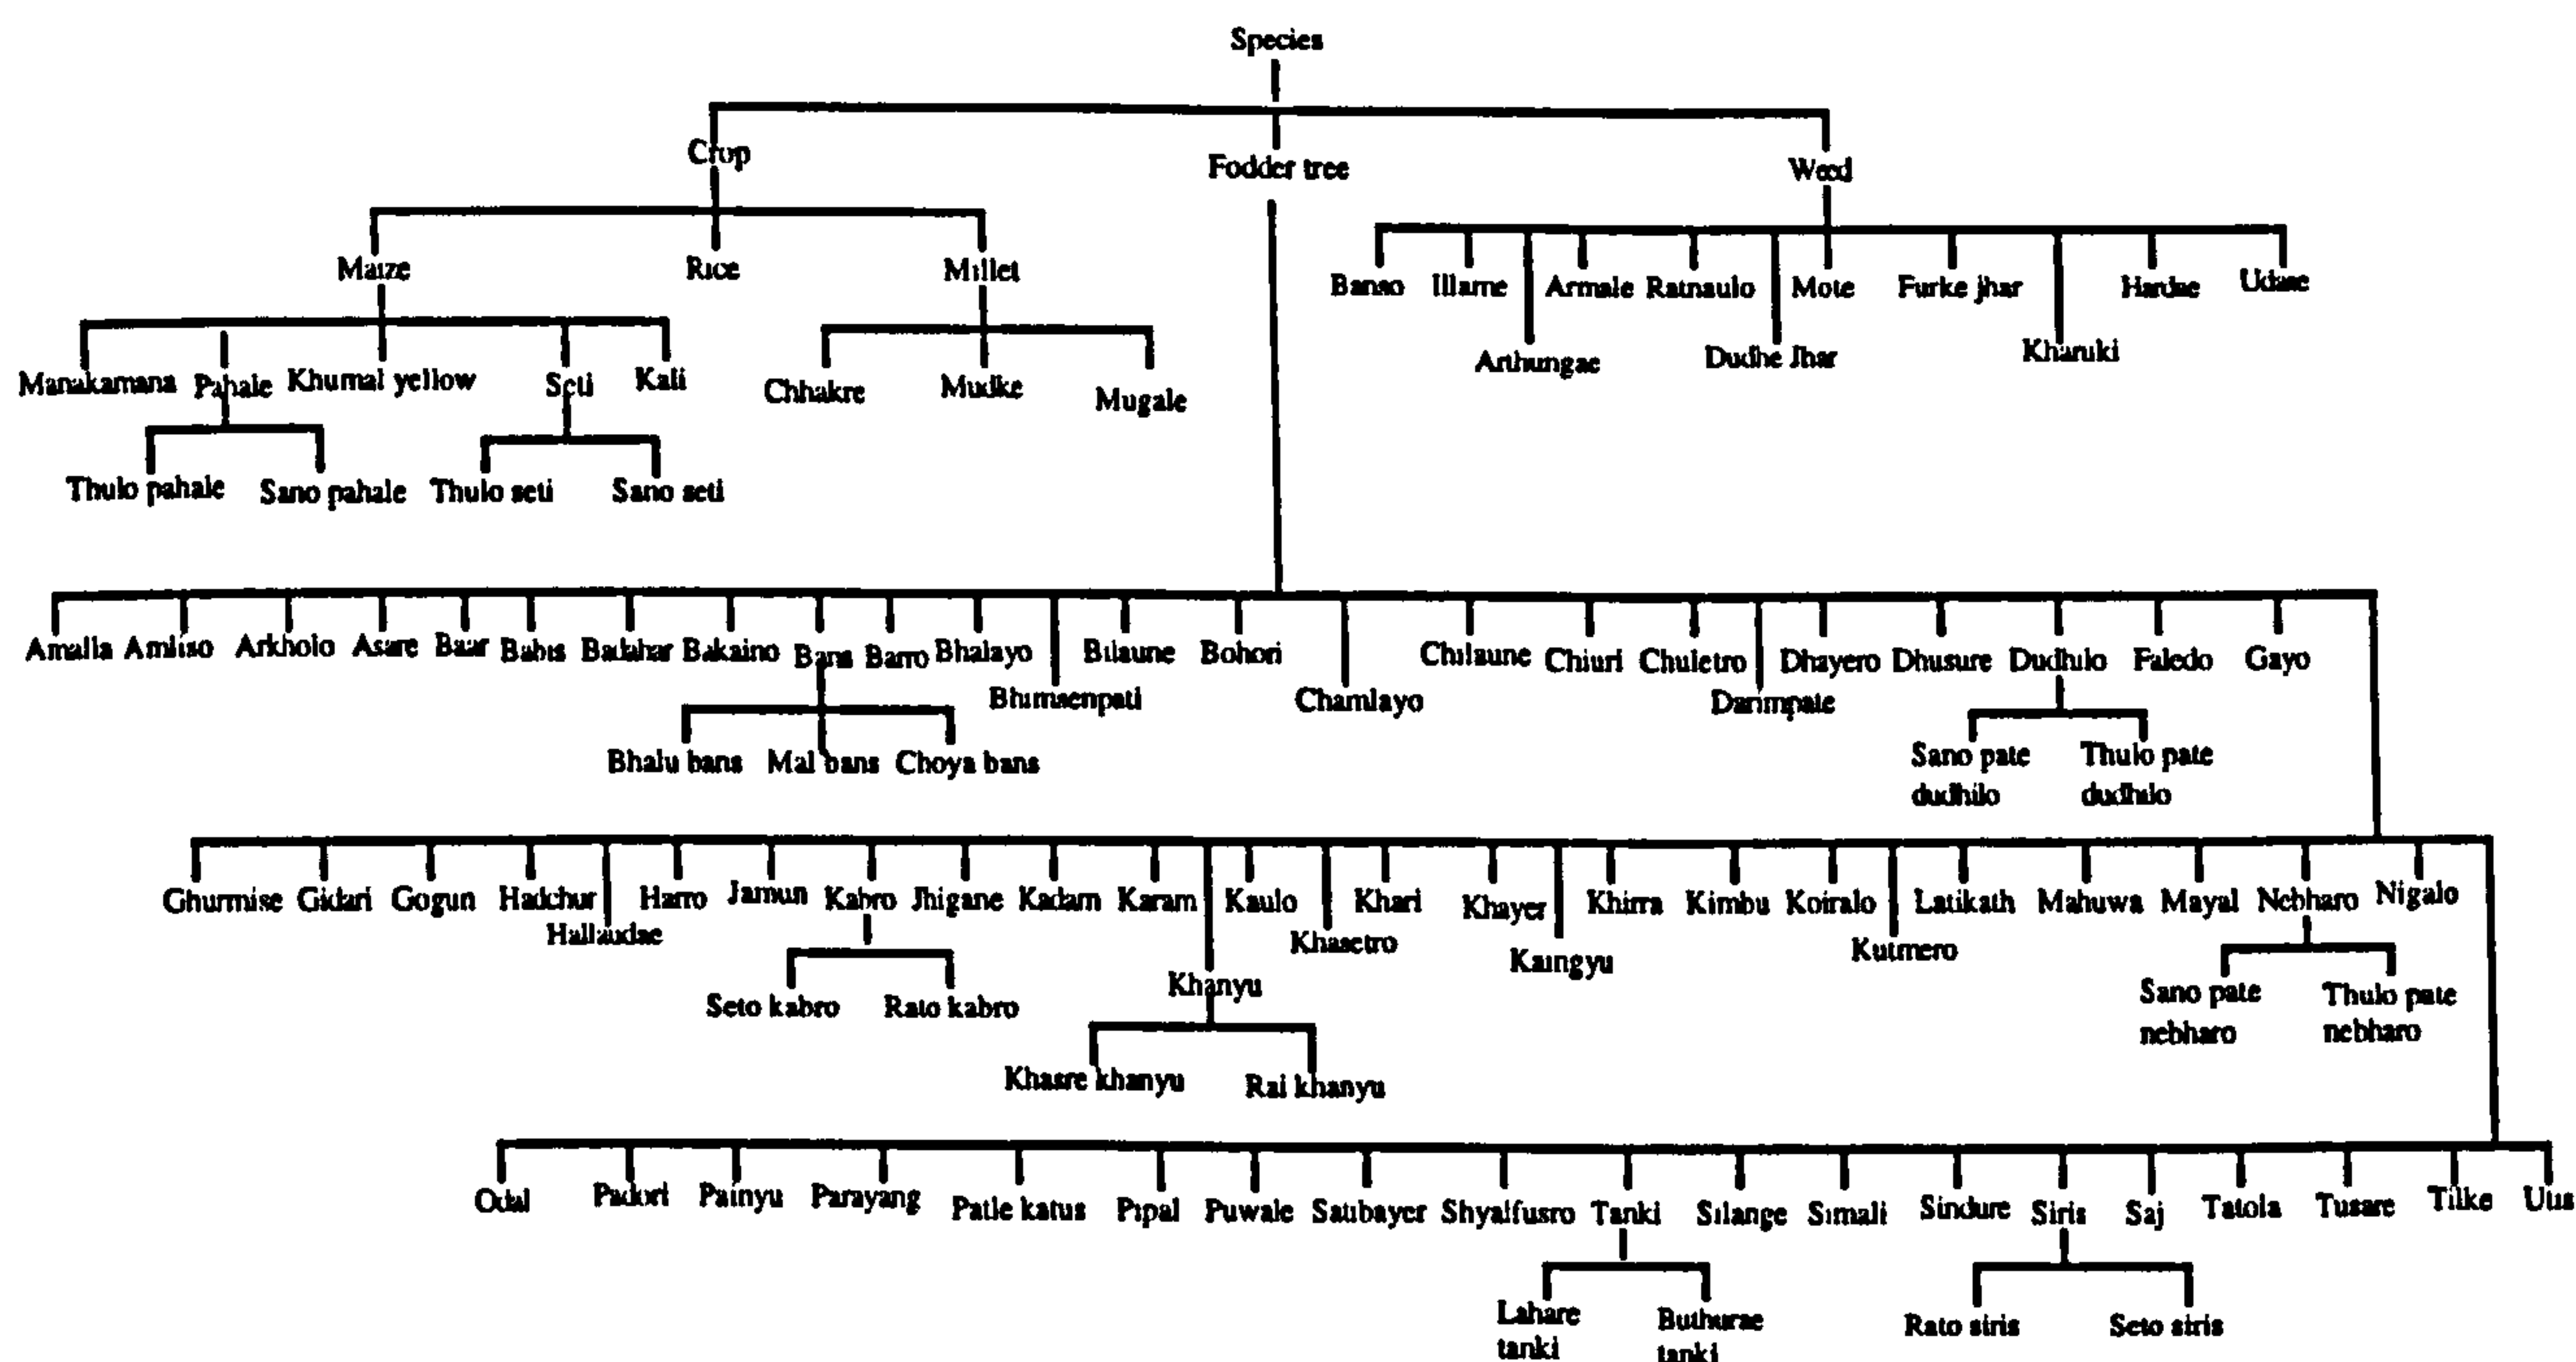 Species
Crop Fodder tree Weed
Maize Rice Millet
Banso Illame Armale Ratnaulo Mote Furke jhar Hardae Udase
Arthungae Dudhe Jhar Kharuki
Manakamana Pahale Khumal yellow Seti Kali
Chhakre Mudke Mugale
Thulo pahale Sano pahale Thulo seti Sano seti
Amalla Amliso Arkholo Asare Baar Babis Badahar Bakaino Bans Barro Bhalayo Bilaune Bohori Chilaune Chiuri Chuletro Dhayero Dhusure Dudhilo Faledo Gayo
Bhimsenpati Chamlayo Darimpate
Bhalu bans Mal bans Choya bans
Sano pate Thulo pate
dudhilo dudhilo
Ghurmise Gidari Gogun Hadchur Harro Jamun Kabro Jhigane Kadam Karam Kaulo Khari Khayer Khirra Kimbu Koiralo Latikath Mahuwa Mayal Nebharo Nigalo
Hallaudae Khasetro Kaingyu Kutmero
Khanyu
Seto kabro Rato kabro
Sano pate Thulo pate
nebharo nebharo
Khasre khanyu Rai khanyu
Odal Padori Painyu Parayang Patle katus Pipal Puwale Satibayer Shyalfusro Tanki Silange Simali Sindure Siris Saj Tatola Tusare Tilke Utis
Lahare Buthurae
tanki tanki
Rato siris Seto siris